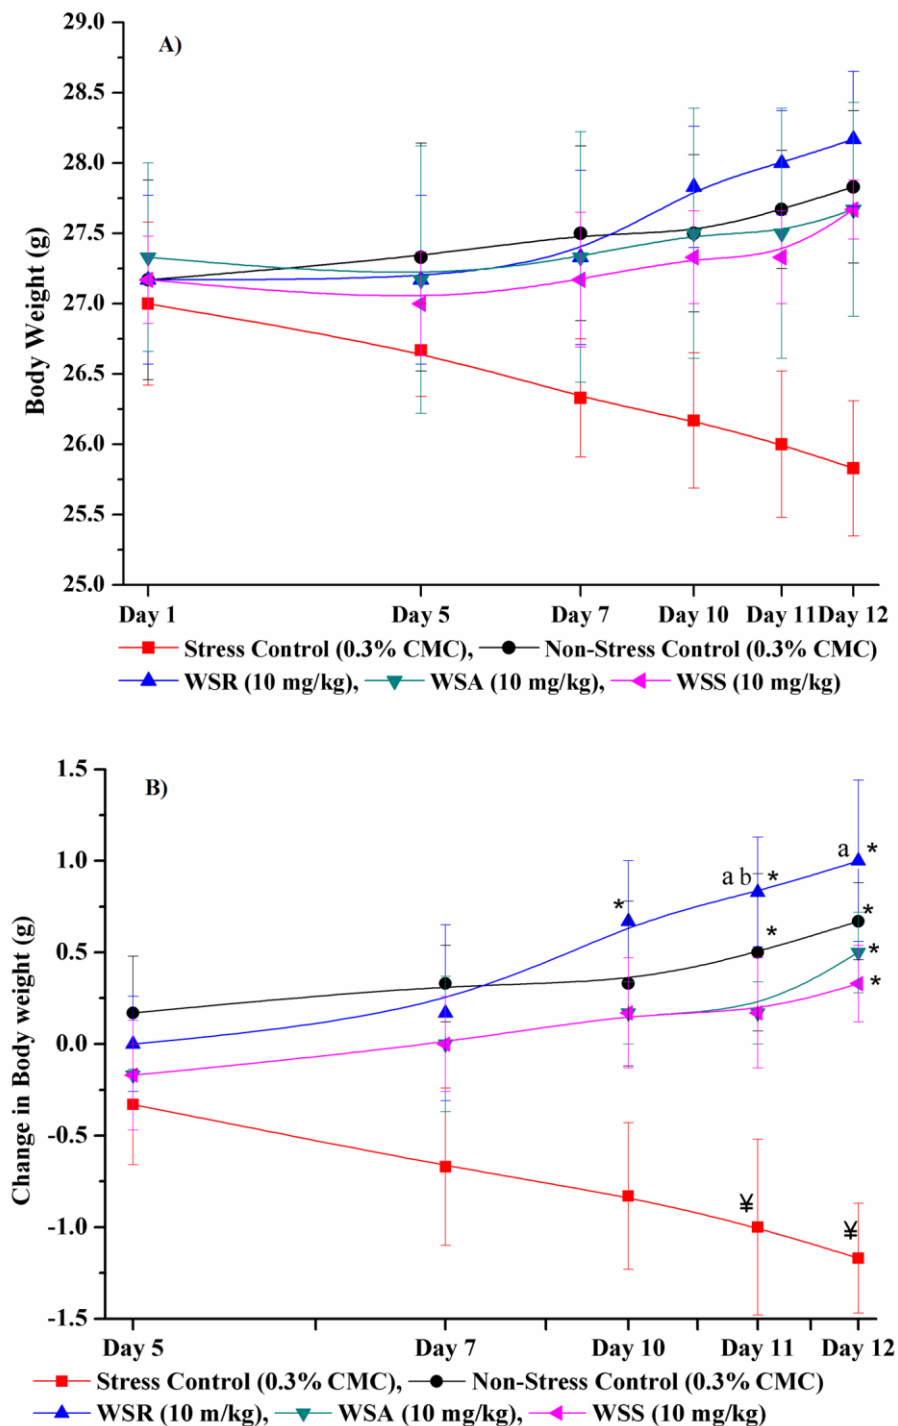 A)
29.0
28.5
28.0
27.5
27.0
26.5
26.0
25.5
25.0
Body Weight (g)
Day 1 Day 5 Day 7 Day 10 Day 11 Day 12
Stress Control (0.3% CMC), Non-Stress Control (0.3% CMC)
WSR (10 mg/kg), WSA (10 mg/kg), WSS (10 mg/kg)
B)
1.5
1.0
0.5
0.0
-0.5
-1.0
-1.5
Change in Body weight (g)
a *
a b *
*
*
*
*
*
¥
¥
Day 5 Day 7 Day 10 Day 11 Day 12
Stress Control (0.3% CMC), Non-Stress Control (0.3% CMC)
WSR (10 m/kg), WSA (10 mg/kg), WSS (10 mg/kg)